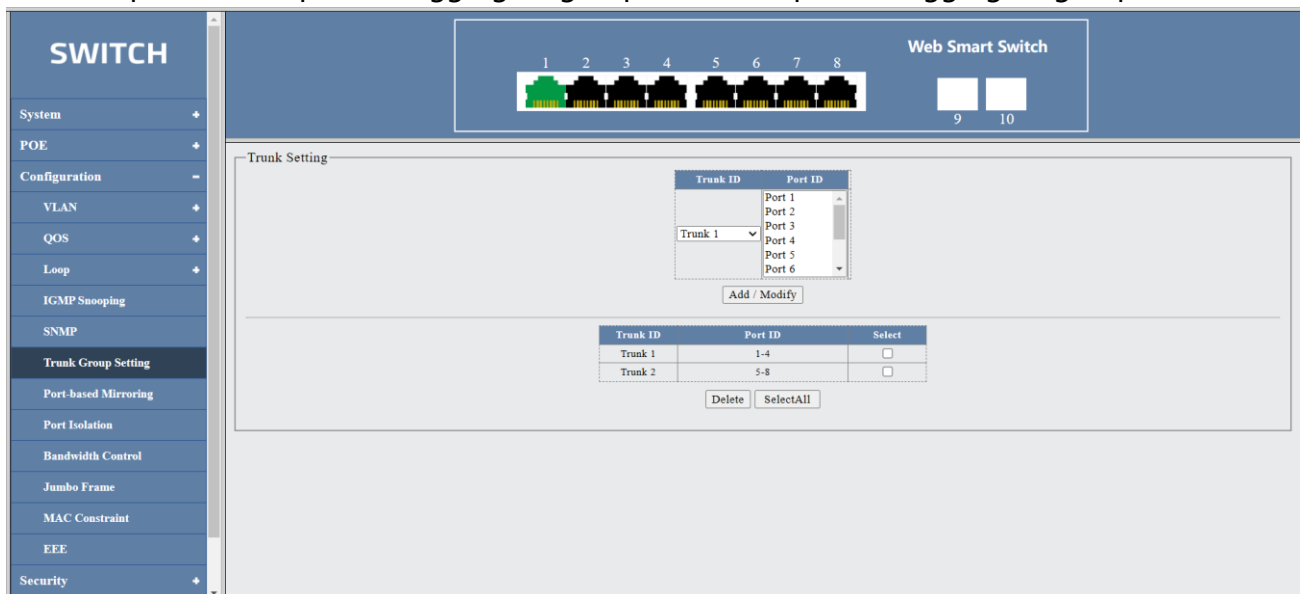 SWITCH
System
POE
Configuration
VLAN
QOS
Loop
IGMP Snooping
SNMP
Trunk Group Setting
Port-based Mirroring
Port Isolation
Bandwidth Control
Jumbo Frame
MAC Constraint
EEE
Security
Web Smart Switch
1 2 3 4 5 6 7 8
9 10
Trunk Setting
Trunk ID Port ID
Trunk 1
Port 1
Port 2
Port 3
Port 4
Port 5
Port 6
Add / Modify
Trunk ID Port ID Select
Trunk 1 1-4
Trunk 2 5-8
Delete SelectAll